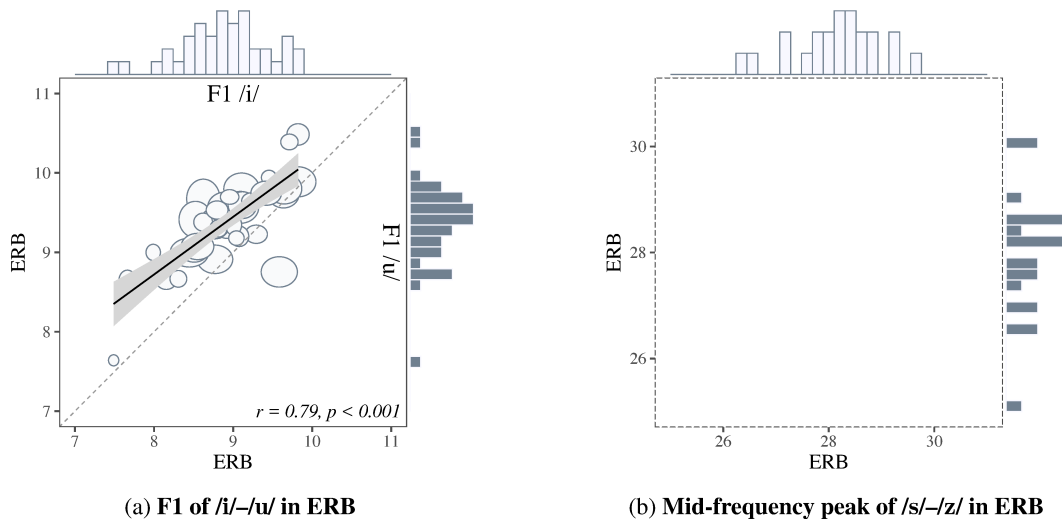 F1 /i/
11
10
9
8
7
ERB
F1 /u/
r = 0.79, p < 0.001
7 8 9 10 11
ERB
(a) F1 of /i/–/u/ in ERB
30
28
26
ERB
26 28 30
ERB
(b) Mid-frequency peak of /s/–/z/ in ERB